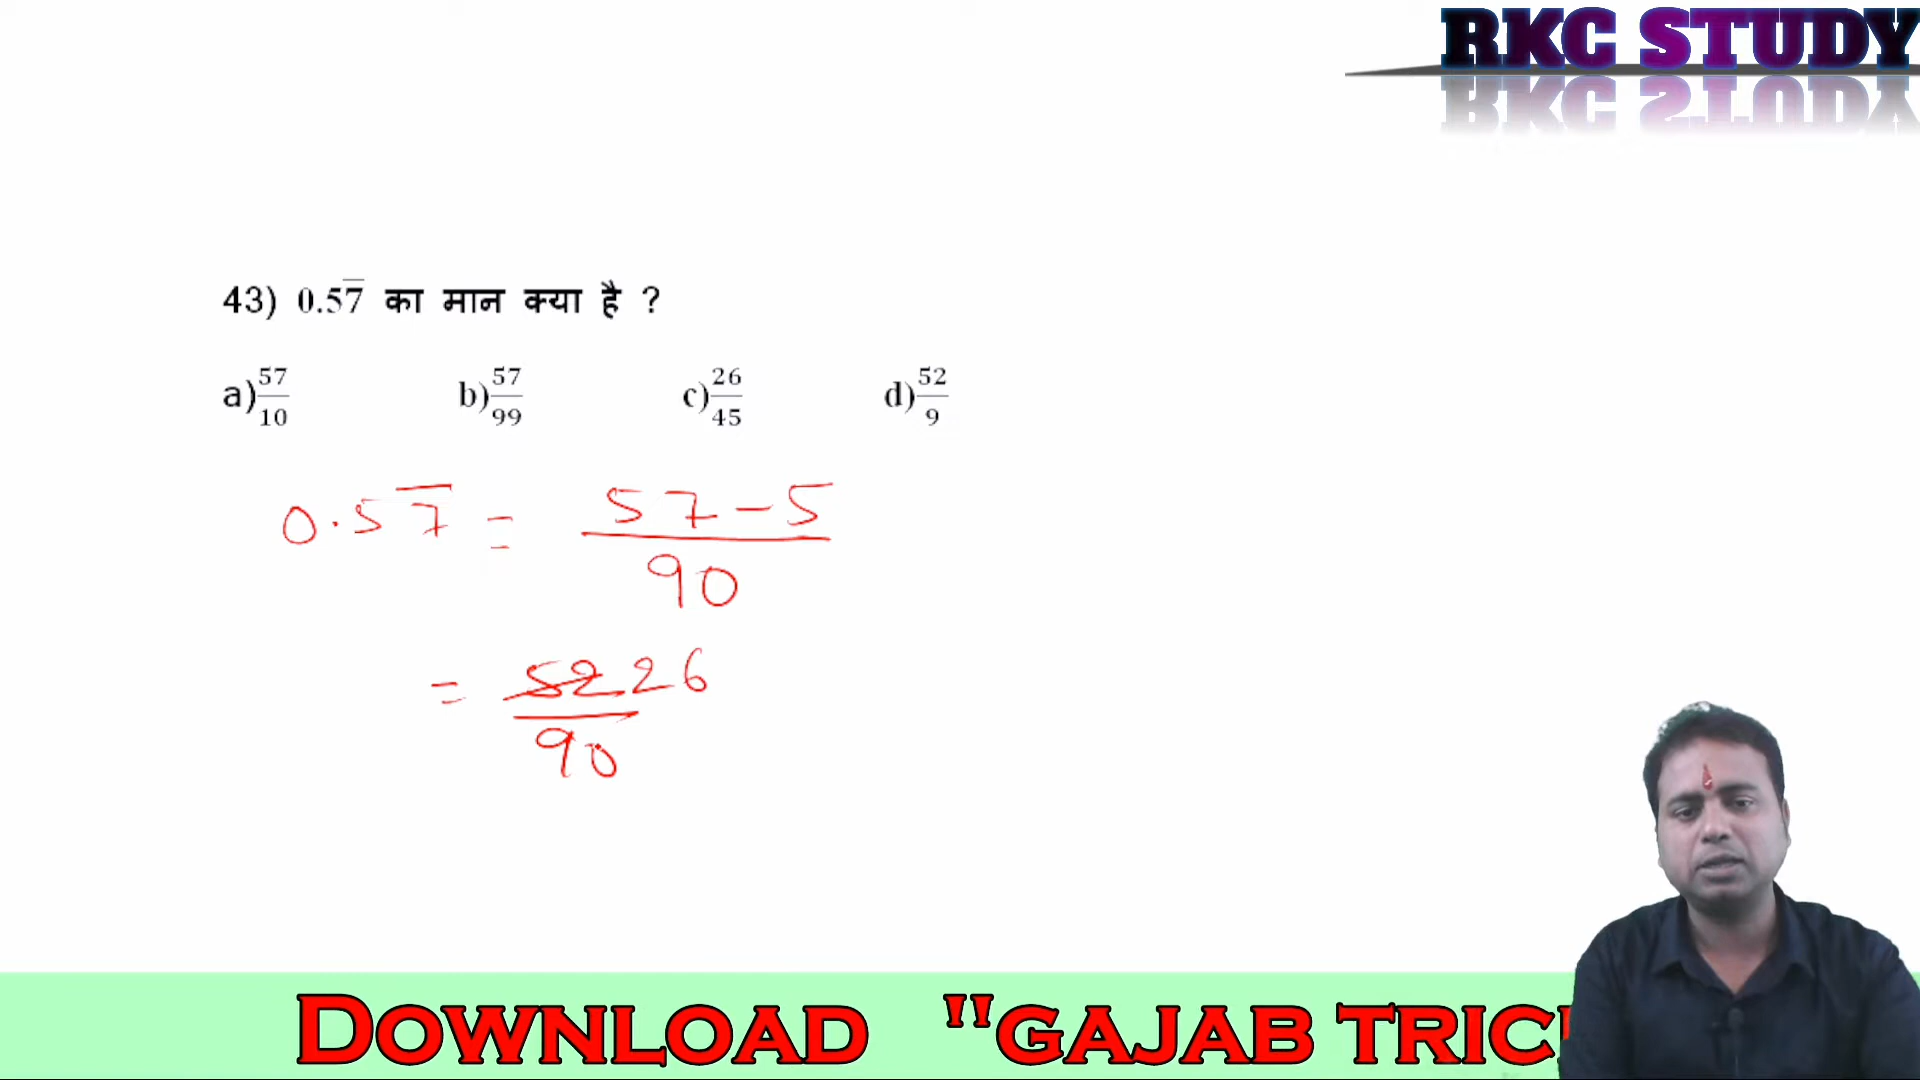 RKC STUDY
43) 0.57̅ का मान क्या है ?
a) 57/10 b) 57/99 c) 26/45 d) 52/9
0.57̅ = 57-5/90
= 52 26/90
DOWNLOAD "GAJAB TRIC